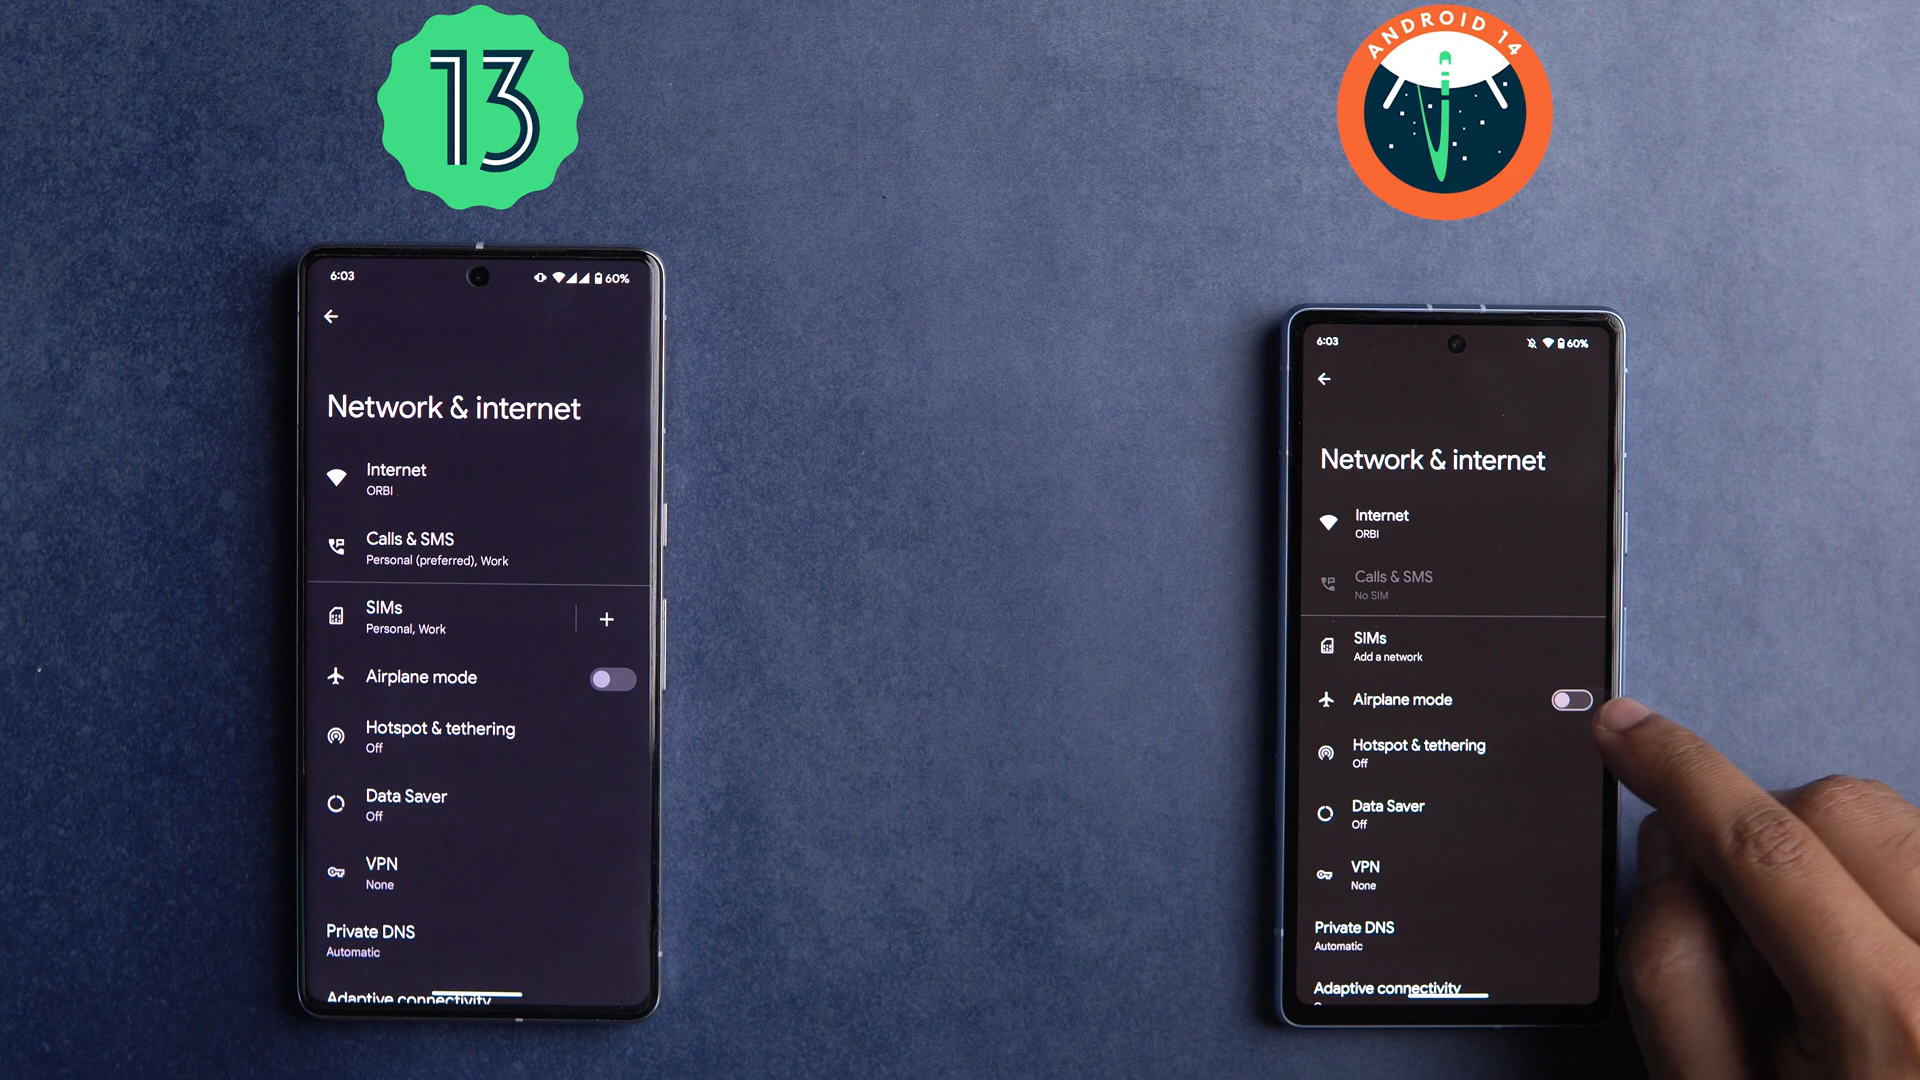 13
ANDROID 14
6:03
60%
Network & internet
Internet
ORBI
Calls & SMS
Personal (preferred), Work
SIMs
Personal, Work
+
Airplane mode
Hotspot & tethering
Off
Data Saver
Off
VPN
None
Private DNS
Automatic
Adaptive connectivity
6:03
60%
Network & internet
Internet
ORBI
Calls & SMS
No SIM
SIMs
Add a network
Airplane mode
Hotspot & tethering
Off
Data Saver
Off
VPN
None
Private DNS
Automatic
Adaptive connectivity